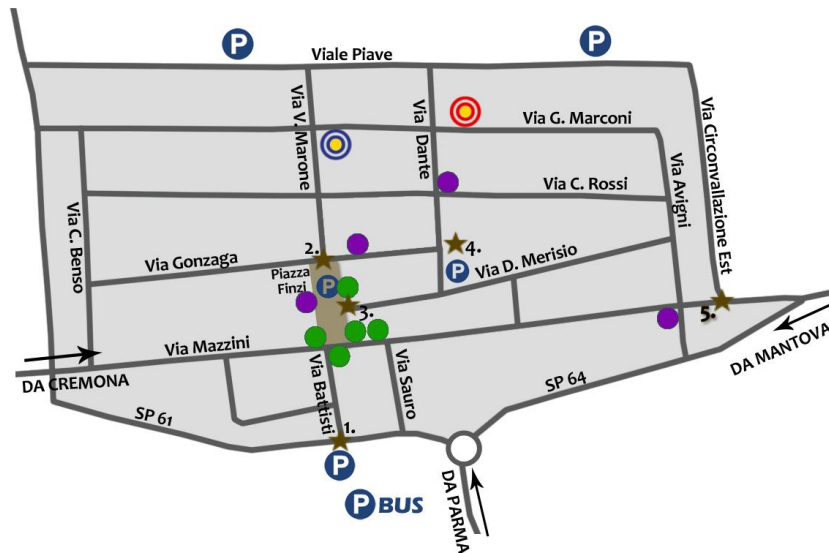 P
P
Viale Piave
Via V. Marone
Via Dante
Via G. Marconi
Via Circonvallazione Est
Via C. Benso
Via C. Rossi
Via Avigni
2.
4.
Via Gonzaga
Piazza
Finzi
P
P
Via D. Merisio
3.
5.
Via Mazzini
DA CREMONA
DA MANTOVA
Via Battisti
Via Sauro
SP 64
SP 61
1.
P
DA PARMA
P BUS